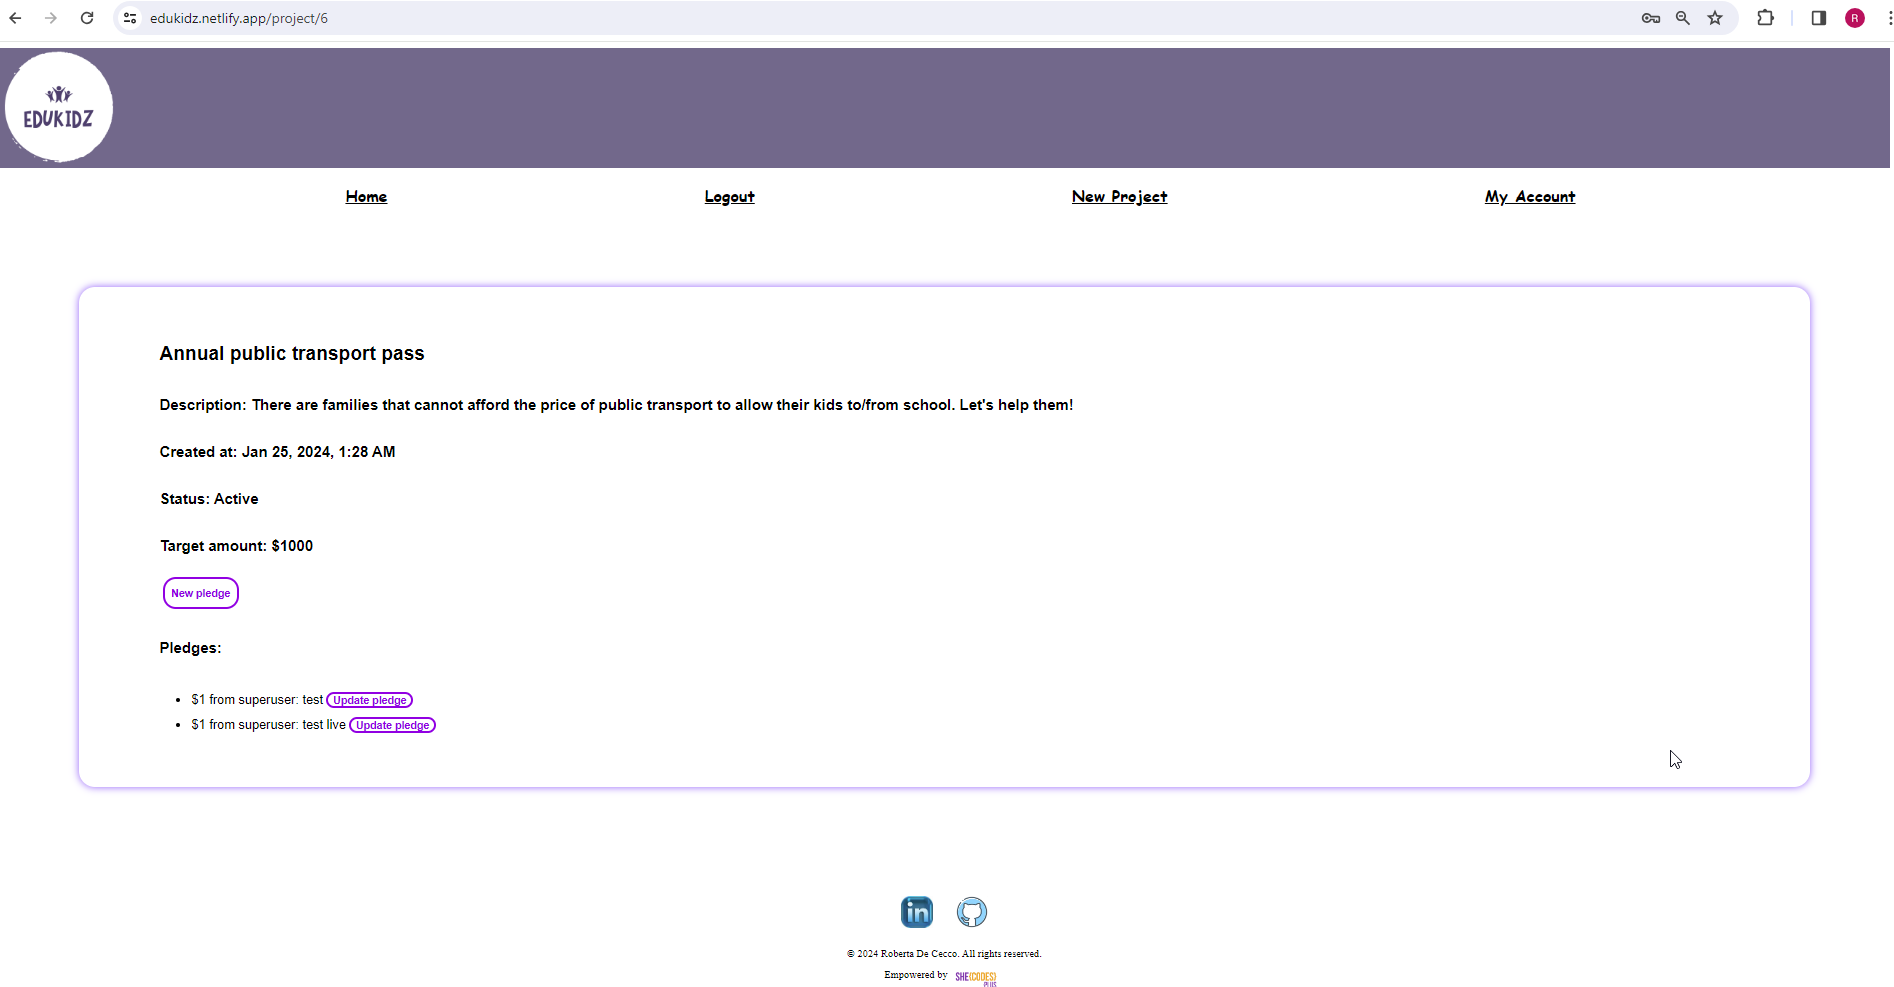 edukidz.netlify.app/project/6
R
EDUKIDZ
Home Logout New Project My Account
Annual public transport pass
Description: There are families that cannot afford the price of public transport to allow their kids to/from school. Let's help them!
Created at: Jan 25, 2024, 1:28 AM
Status: Active
Target amount: $1000
New pledge
Pledges:
• $1 from superuser: test Update pledge
• $1 from superuser: test live Update pledge
in
© 2024 Roberta De Cecco. All rights reserved.
Empowered by SHE{CODES}
PLUS